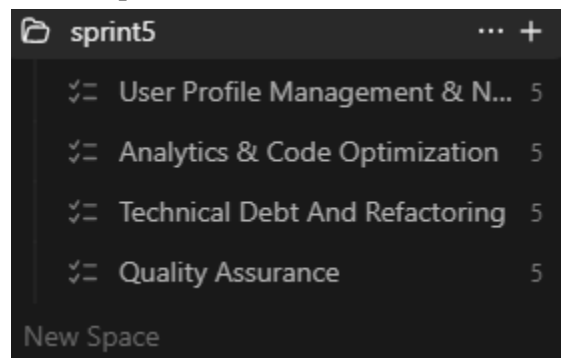 sprint5 ... +
User Profile Management & N... 5
Analytics & Code Optimization 5
Technical Debt And Refactoring 5
Quality Assurance 5
New Space